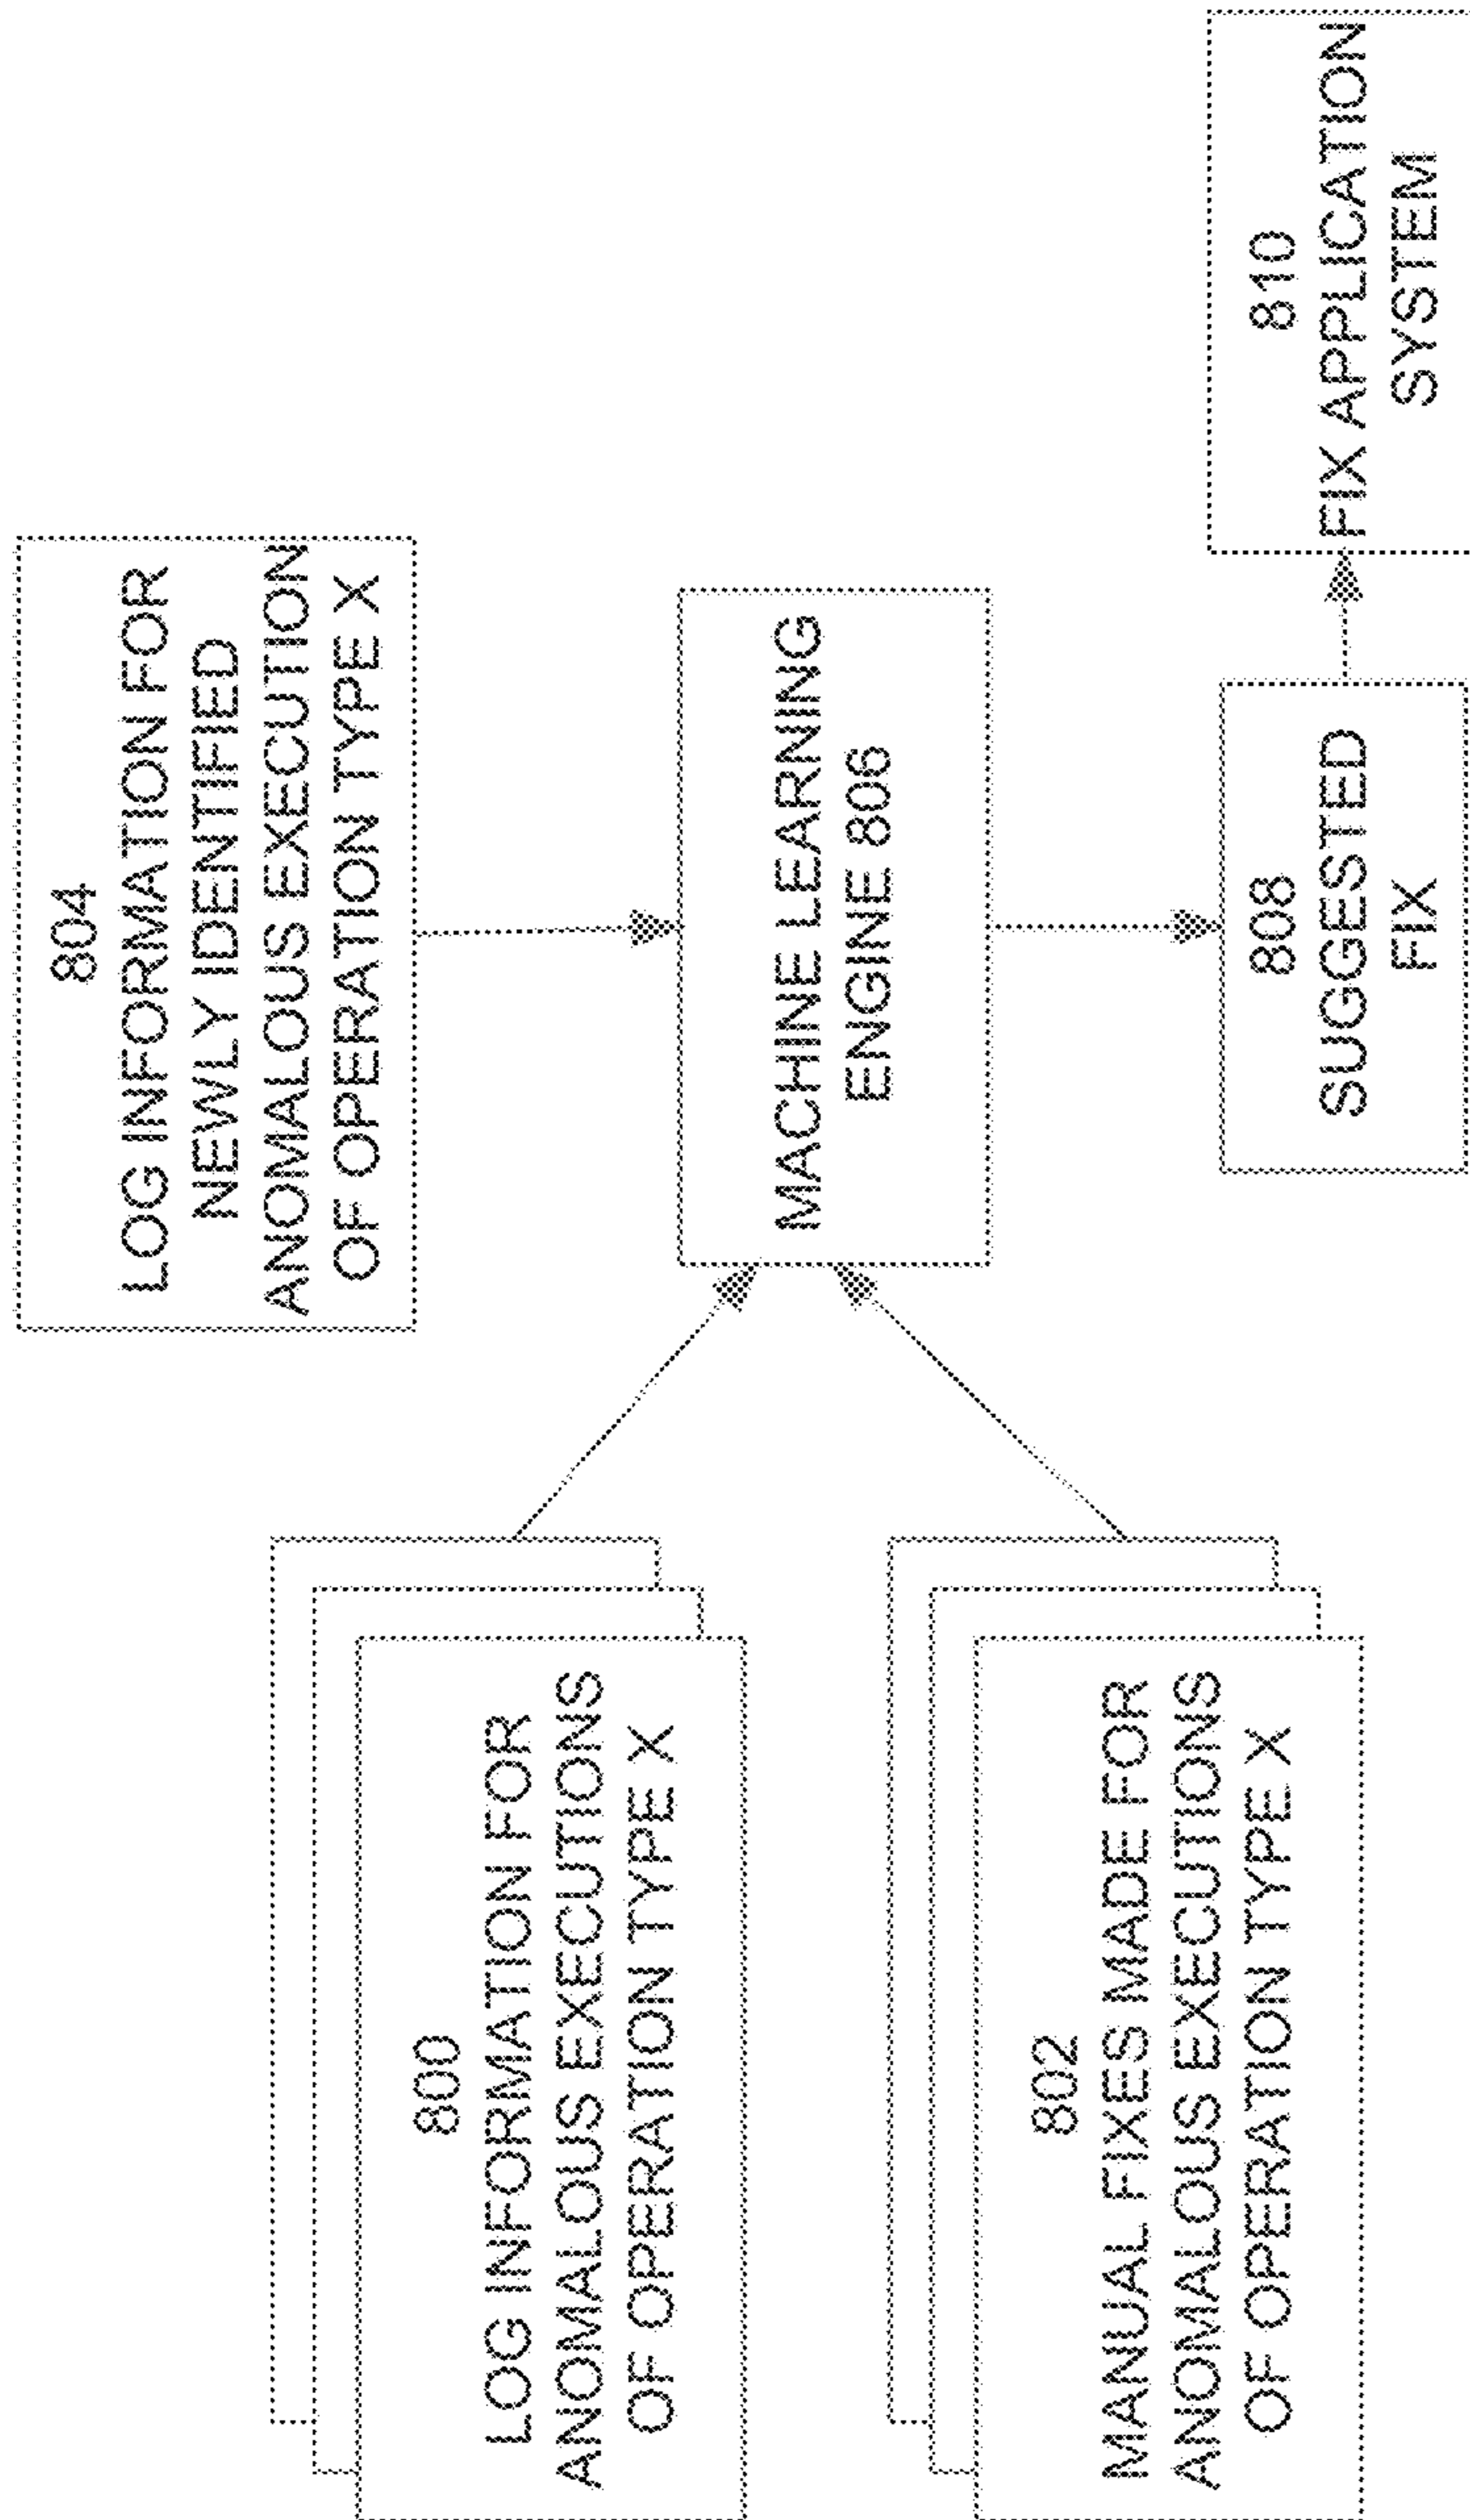 800
LOG INFORMATION FOR
ANOMALOUS EXECUTIONS
OF OPERATION TYPE X
802
MANUAL FIXES MADE FOR
ANOMALOUS EXECUTIONS
OF OPERATION TYPE X
804
LOG INFORMATION FOR
NEWLY IDENTIFIED
ANOMALOUS EXECUTION
OF OPERATION TYPE X
MACHINE LEARNING
ENGINE 806
808
SUGGESTED
FIX
810
FIX APPLICATION
SYSTEM